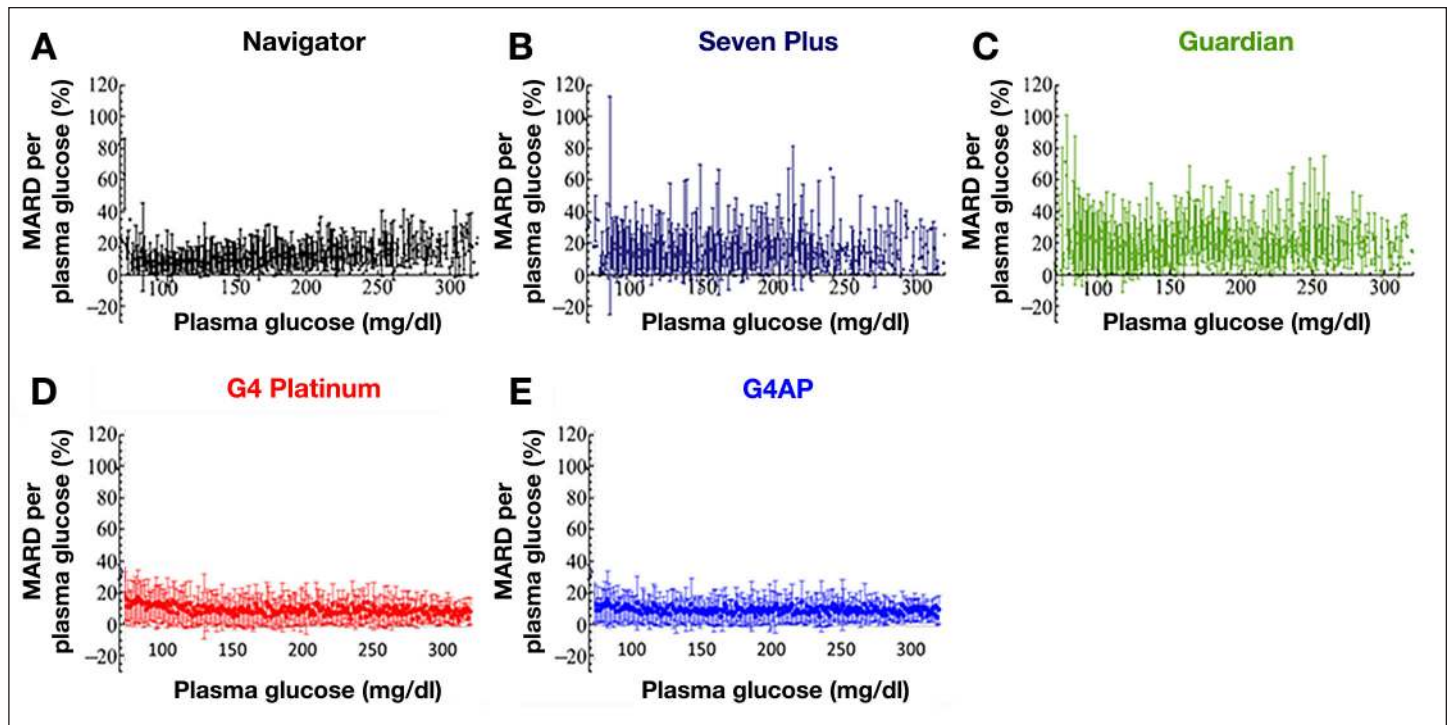 A Navigator
MARD per
plasma glucose (%)
120
100
80
60
40
20
0
–20
100 150 200 250 300
Plasma glucose (mg/dl)
B Seven Plus
MARD per
plasma glucose (%)
120
100
80
60
40
20
0
–20
100 150 200 250 300
Plasma glucose (mg/dl)
C Guardian
MARD per
plasma glucose (%)
120
100
80
60
40
20
0
–20
100 150 200 250 300
Plasma glucose (mg/dl)
D G4 Platinum
MARD per
plasma glucose (%)
120
100
80
60
40
20
0
–20
100 150 200 250 300
Plasma glucose (mg/dl)
E G4AP
MARD per
plasma glucose (%)
120
100
80
60
40
20
0
–20
100 150 200 250 300
Plasma glucose (mg/dl)